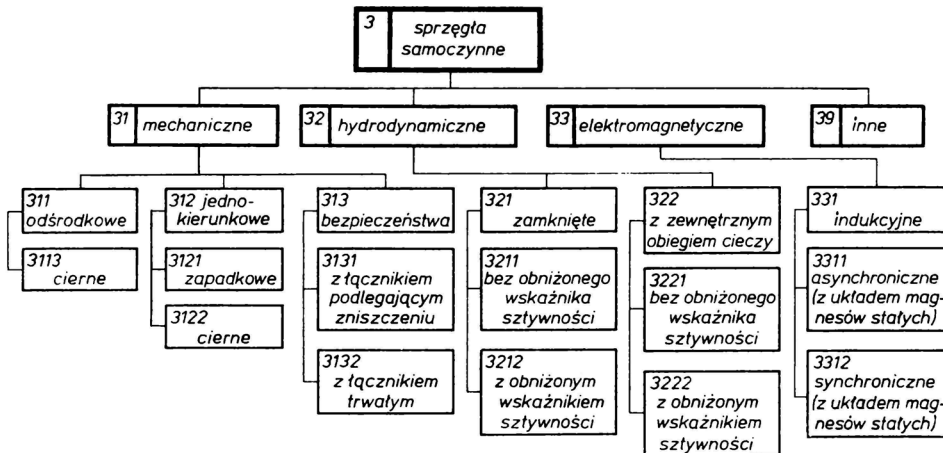 3 sprzęgła
samoczynne
31 mechaniczne
32 hydrodynamiczne
33 elektromagnetyczne
39 inne
311
odśrodkowe
3113
cierne
312 jedno-
kierunkowe
3121
zapadkowe
3122
cierne
313
bezpieczeństwa
3131
z łącznikiem
podlegającym
zniszczeniu
3132
z łącznikiem
trwałym
321
zamknięte
3211
bez obniżonego
wskaźnika
sztywności
3212
z obniżonym
wskaźnikiem
sztywności
322
z zewnętrznym
obiegiem cieczy
3221
bez obniżonego
wskaźnika
sztywności
3222
z obniżonym
wskaźnikiem
sztywności
331
indukcyjne
3311
asynchroniczne
(z układem mag-
nesów stałych)
3312
synchroniczne
(z układem mag-
nesów stałych)